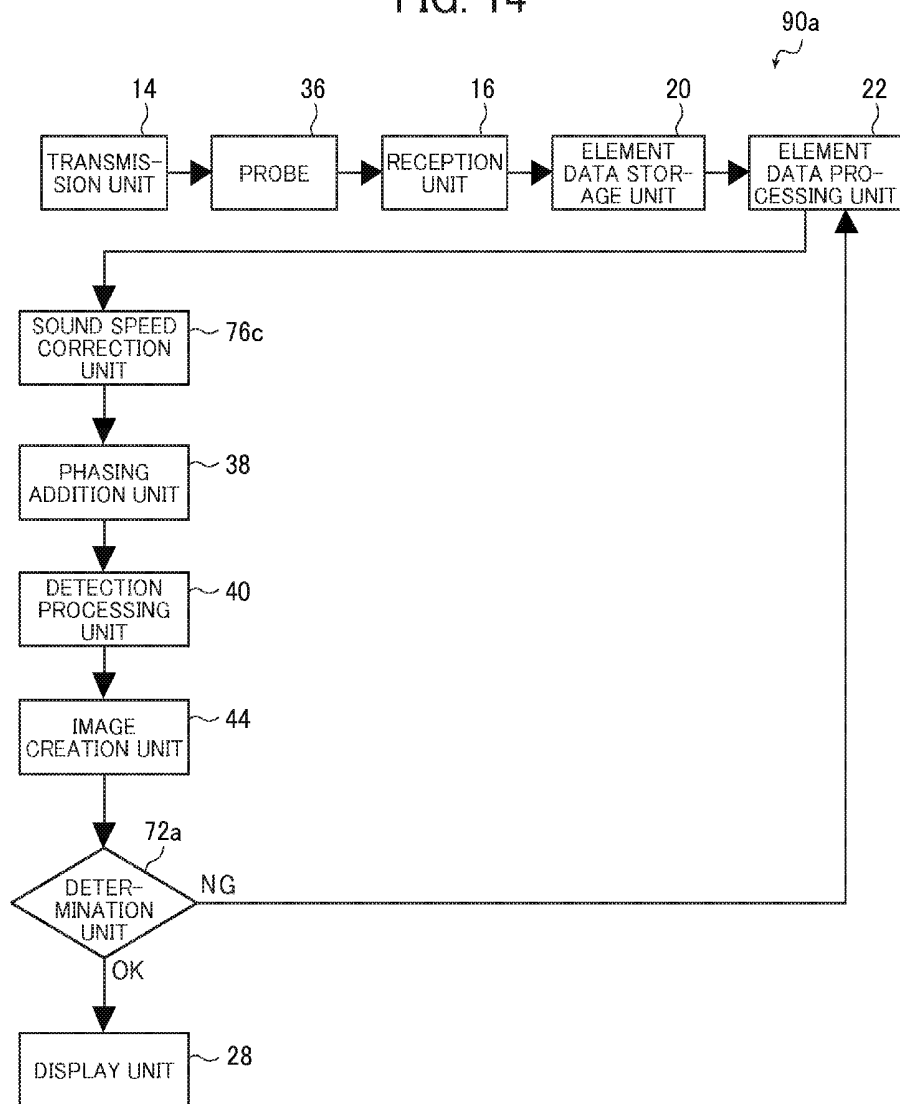 FIG. 14
90a
14
36
16
20
22
TRANSMIS-
SION UNIT
PROBE
RECEPTION
UNIT
ELEMENT
DATA STOR-
AGE UNIT
ELEMENT
DATA PRO-
CESSING UNIT
SOUND SPEED
CORRECTION
UNIT
76c
PHASING
ADDITION UNIT
38
DETECTION
PROCESSING
UNIT
40
IMAGE
CREATION UNIT
44
72a
DETER-
MINATION
UNIT
NG
OK
DISPLAY UNIT
28